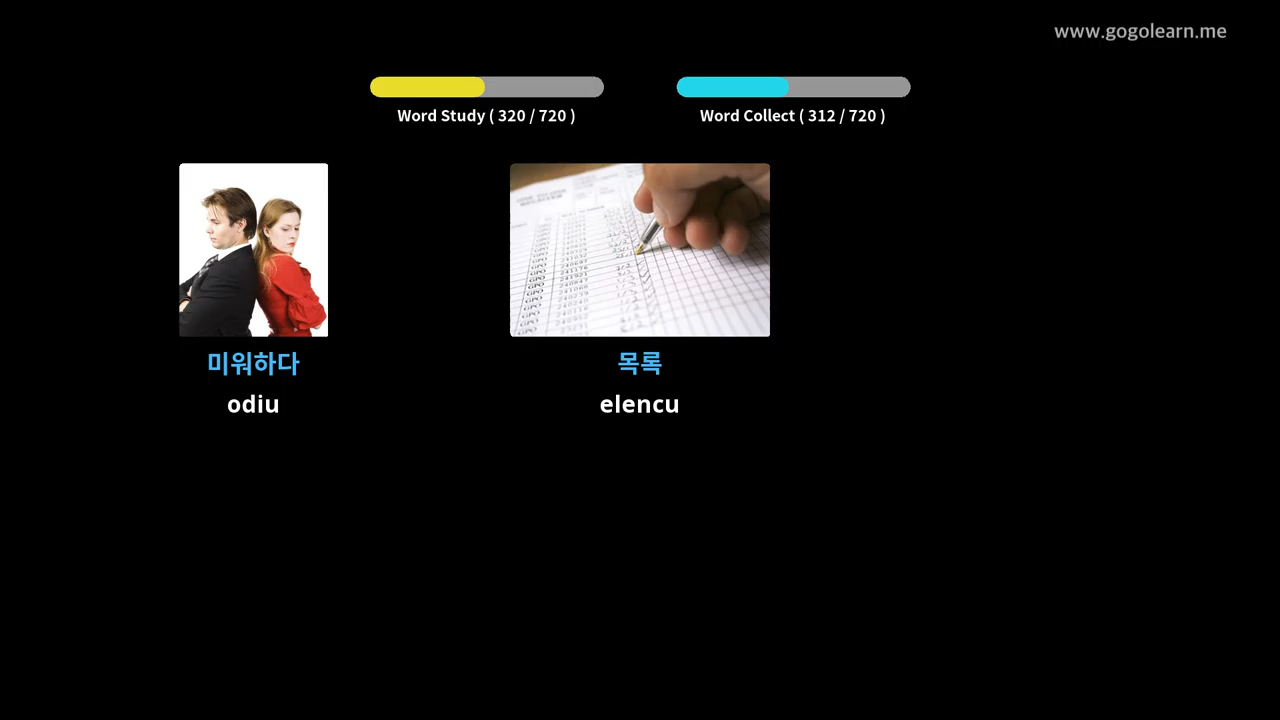 www.gogolearn.me
Word Study ( 320 / 720 )
Word Collect ( 312 / 720 )
미워하다
odiu
목록
elencu